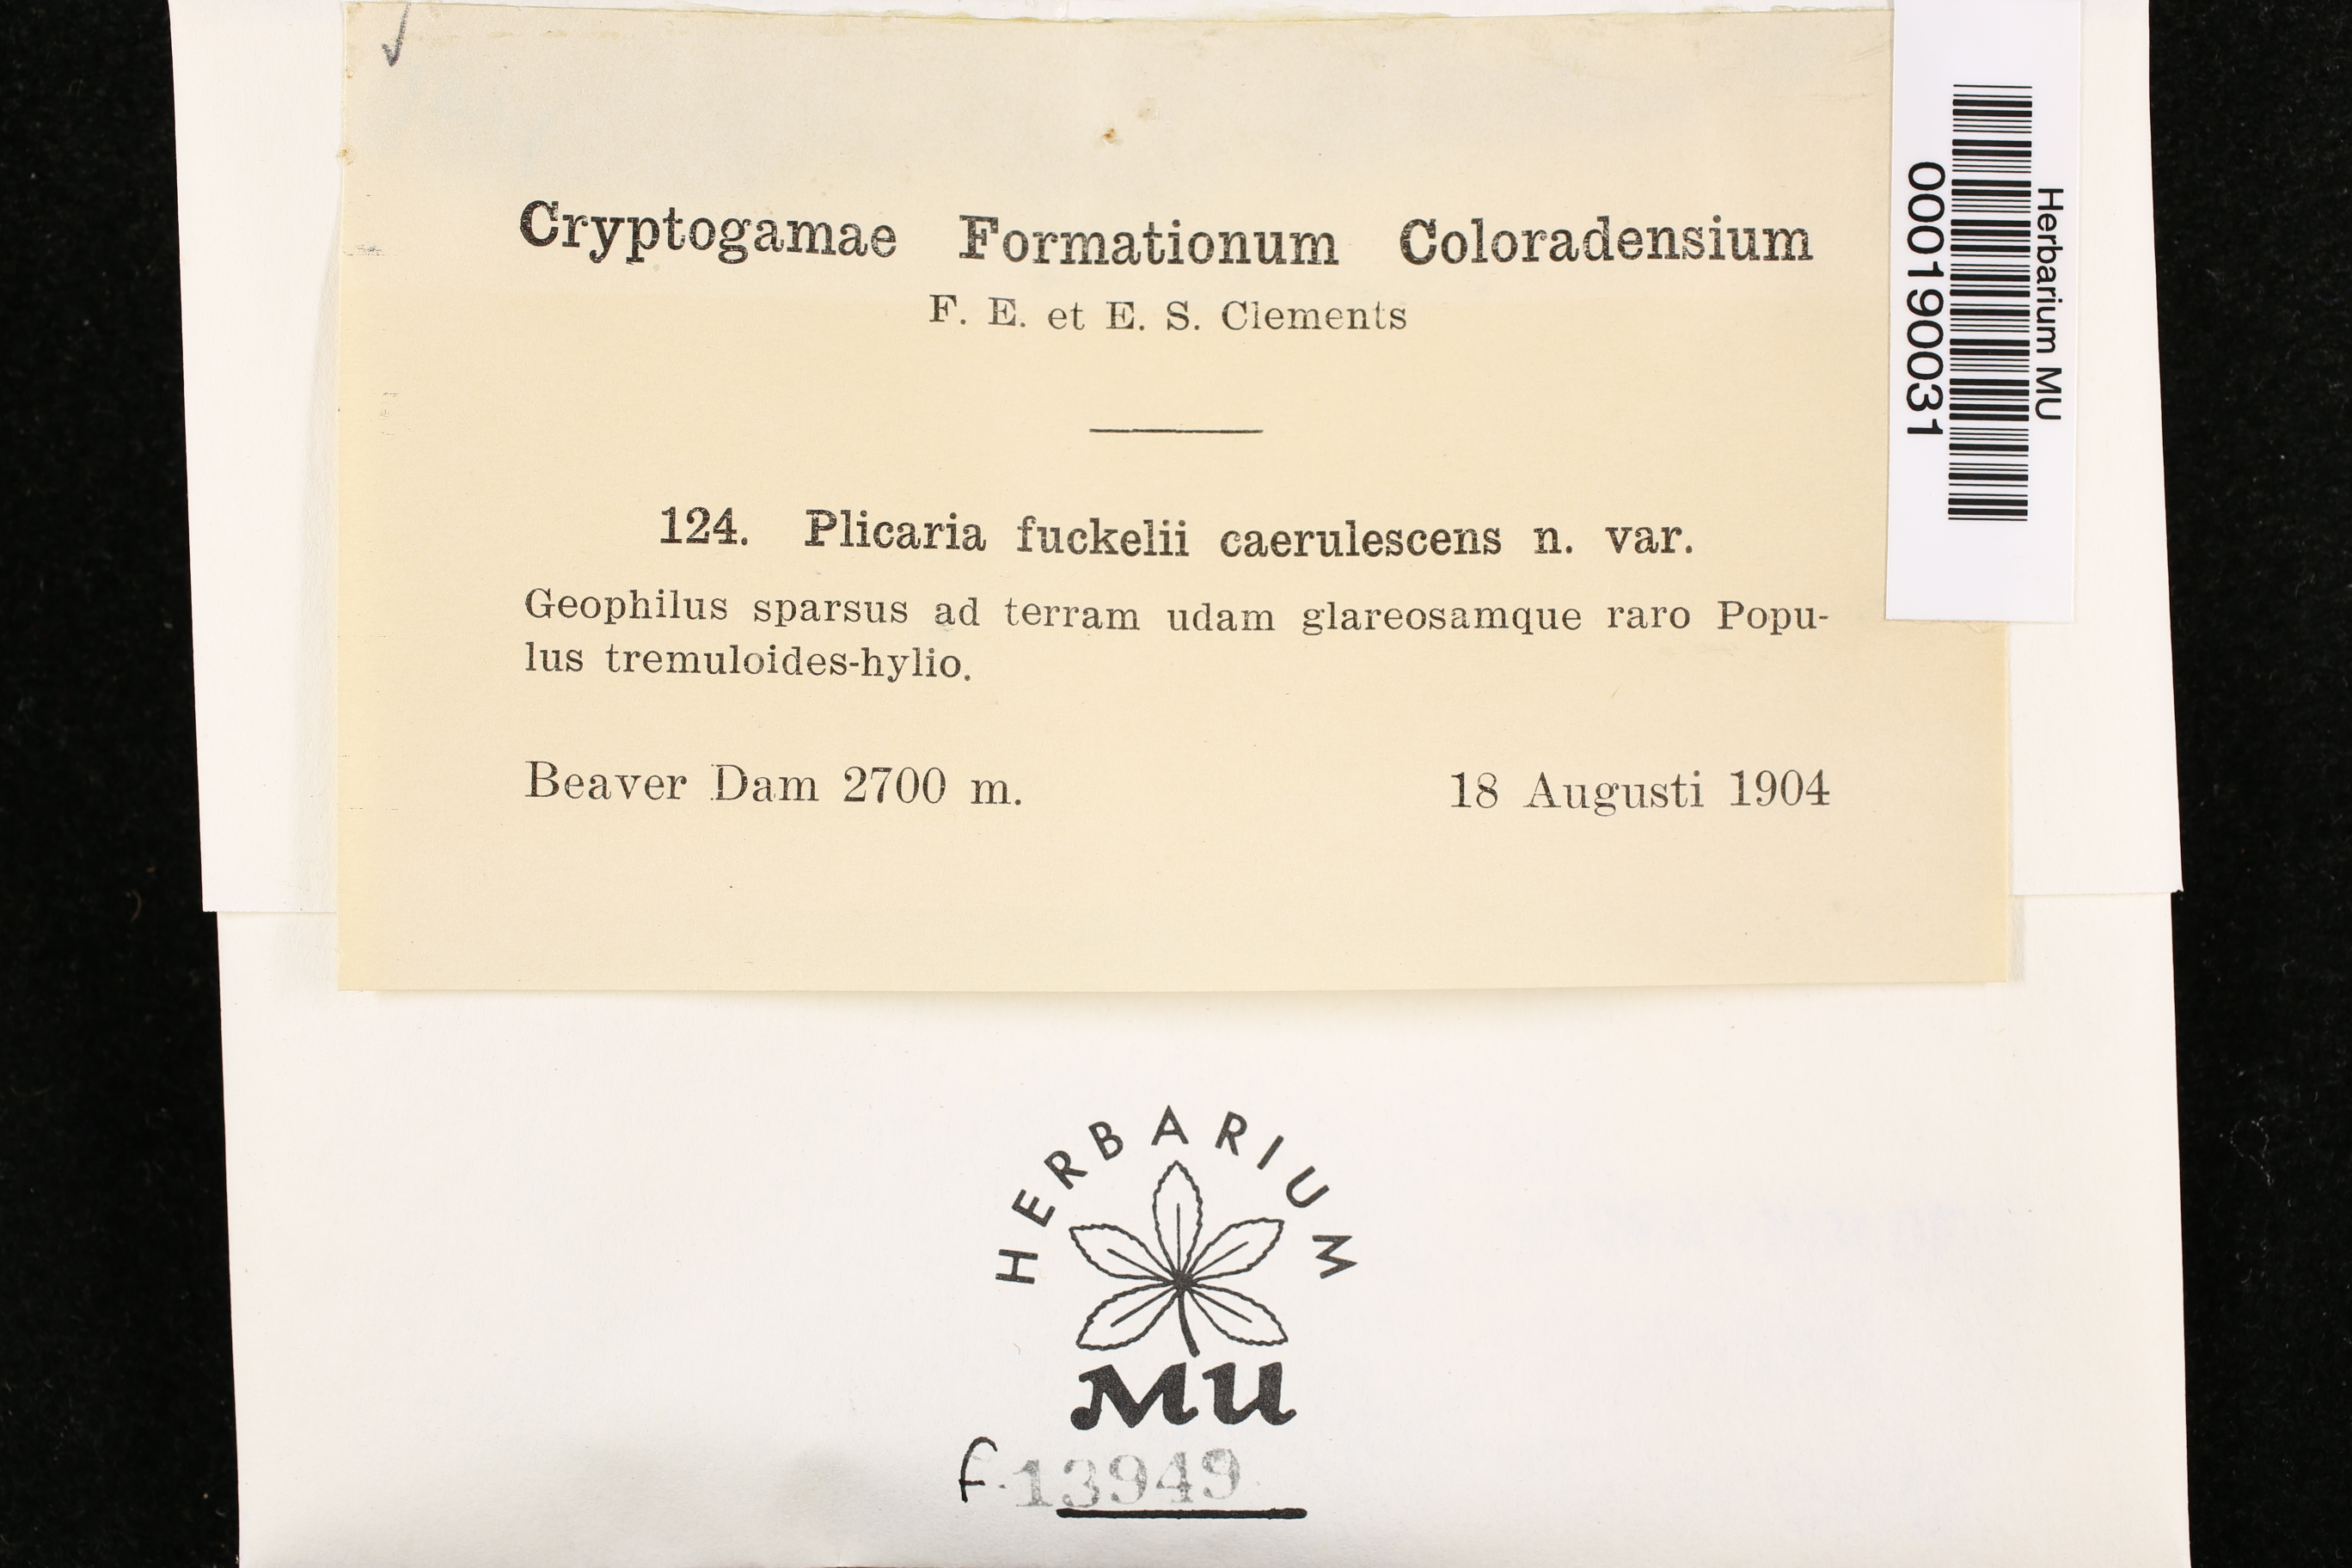 Cryptogamae Formationum Coloradensium
F. E. et E. S. Clements
124. Plicaria fuckelii caerulescens n. var.
Geophilus sparsus ad terram udam glareosamque raro Popu-
lus tremuloides-hylio.
Beaver Dam 2700 m. 18 Augusti 1904
Herbarium MU
000190031
HERBARIUM
MU
f. 13949